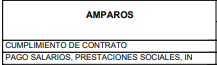 AMPAROS
CUMPLIMIENTO DE CONTRATO
PAGO SALARIOS, PRESTACIONES SOCIALES, IN